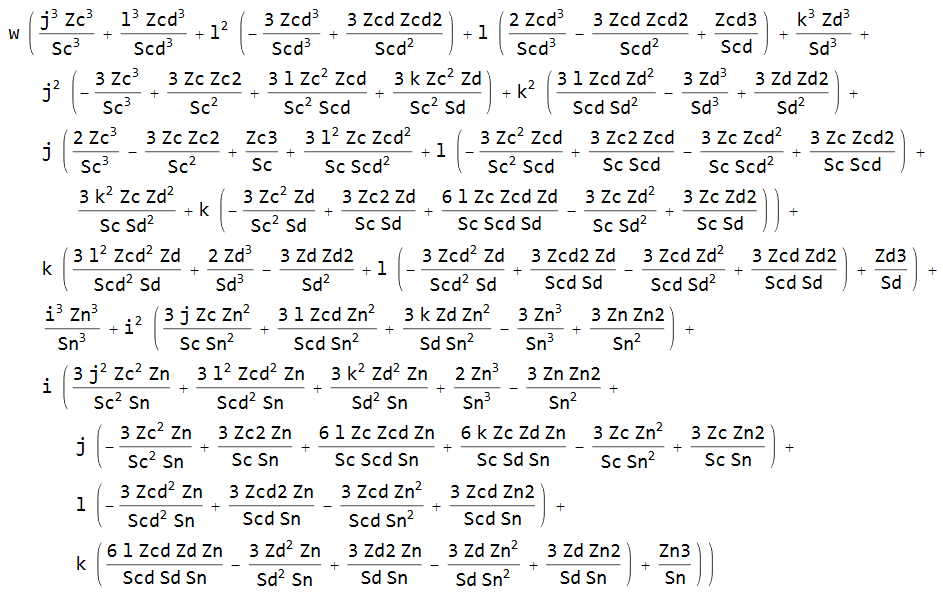 w ( j³ Zc³/Sc³ + l³ Zcd³/Scd³ + l² ( - 3 Zcd³/Scd³ + 3 Zcd Zcd2/Scd² ) + l ( 2 Zcd³/Scd³ - 3 Zcd Zcd2/Scd² + Zcd3/Scd ) + k³ Zd³/Sd³ +
j² ( - 3 Zc³/Sc³ + 3 Zc Zc2/Sc² + 3 l Zc² Zcd/Sc² Scd + 3 k Zc² Zd/Sc² Sd ) + k² ( 3 l Zcd Zd²/Scd Sd² - 3 Zd³/Sd³ + 3 Zd Zd2/Sd² ) +
j ( 2 Zc³/Sc³ - 3 Zc Zc2/Sc² + Zc3/Sc + 3 l² Zc Zcd²/Sc Scd² + l ( - 3 Zc² Zcd/Sc² Scd + 3 Zc2 Zcd/Sc Scd - 3 Zc Zcd²/Sc Scd² + 3 Zc Zcd2/Sc Scd ) +
3 k² Zc Zd²/Sc Sd² + k ( - 3 Zc² Zd/Sc² Sd + 3 Zc2 Zd/Sc Sd + 6 l Zc Zcd Zd/Sc Scd Sd - 3 Zc Zd²/Sc Sd² + 3 Zc Zd2/Sc Sd ) ) +
k ( 3 l² Zcd² Zd/Scd² Sd + 2 Zd³/Sd³ - 3 Zd Zd2/Sd² + l ( - 3 Zcd² Zd/Scd² Sd + 3 Zcd2 Zd/Scd Sd - 3 Zcd Zd²/Scd Sd² + 3 Zcd Zd2/Scd Sd ) + Zd3/Sd ) +
i³ Zn³/Sn³ + i² ( 3 j Zc Zn²/Sc Sn² + 3 l Zcd Zn²/Scd Sn² + 3 k Zd Zn²/Sd Sn² - 3 Zn³/Sn³ + 3 Zn Zn2/Sn² ) +
i ( 3 j² Zc² Zn/Sc² Sn + 3 l² Zcd² Zn/Scd² Sn + 3 k² Zd² Zn/Sd² Sn + 2 Zn³/Sn³ - 3 Zn Zn2/Sn² +
j ( - 3 Zc² Zn/Sc² Sn + 3 Zc2 Zn/Sc Sn + 6 l Zc Zcd Zn/Sc Scd Sn + 6 k Zc Zd Zn/Sc Sd Sn - 3 Zc Zn²/Sc Sn² + 3 Zc Zn2/Sc Sn ) +
l ( - 3 Zcd² Zn/Scd² Sn + 3 Zcd2 Zn/Scd Sn - 3 Zcd Zn²/Scd Sn² + 3 Zcd Zn2/Scd Sn ) +
k ( 6 l Zcd Zd Zn/Scd Sd Sn - 3 Zd² Zn/Sd² Sn + 3 Zd2 Zn/Sd Sn - 3 Zd Zn²/Sd Sn² + 3 Zd Zn2/Sd Sn ) + Zn3/Sn ) )